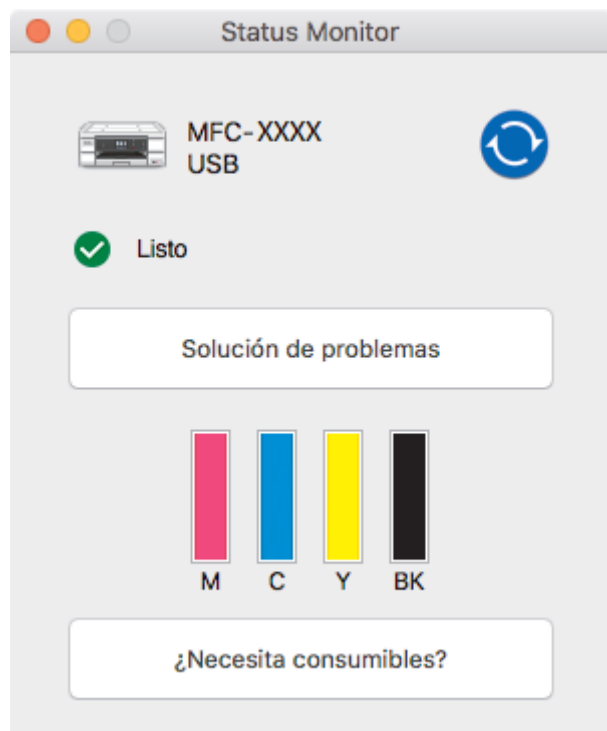 Status Monitor
MFC-XXXX
USB
Listo
Solución de problemas
M C Y BK
¿Necesita consumibles?